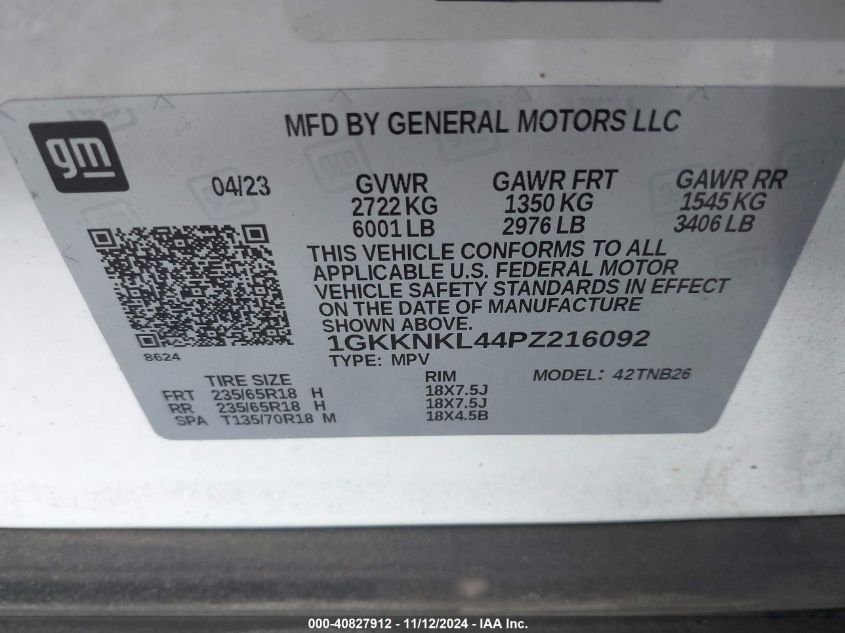 gm
MFD BY GENERAL MOTORS LLC
04/23
GVWR GAWR FRT GAWR RR
2722 KG 1350 KG 1545 KG
6001 LB 2976 LB 3406 LB
THIS VEHICLE CONFORMS TO ALL
APPLICABLE U.S. FEDERAL MOTOR
VEHICLE SAFETY STANDARDS IN EFFECT
ON THE DATE OF MANUFACTURE
SHOWN ABOVE.
1GKKNKL44PZ216092
8624
TYPE: MPV
TIRE SIZE RIM MODEL: 42TNB26
FRT 235/65R18 H 18X7.5J
RR 235/65R18 H 18X7.5J
SPA T135/70R18 M 18X4.5B
000-40827912 - 11/12/2024 - IAA Inc.